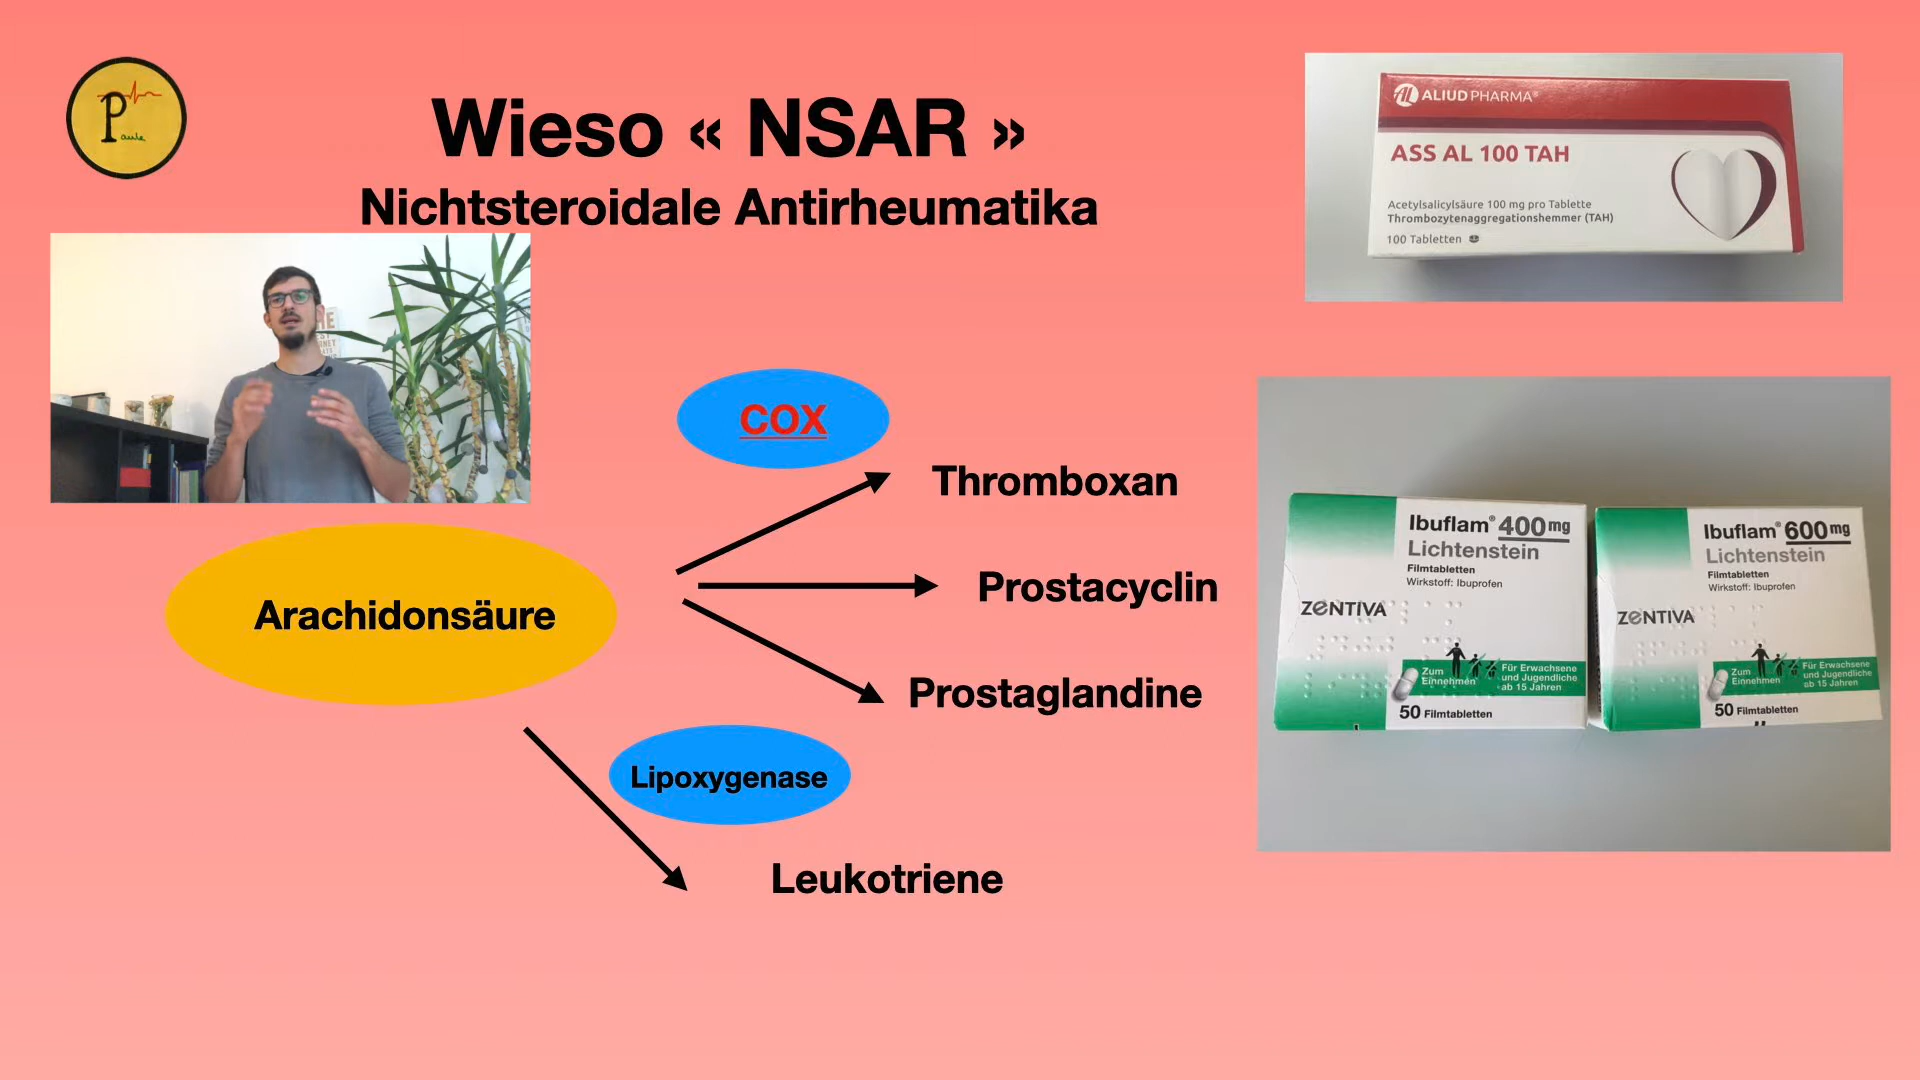 Paule
Wieso « NSAR »
Nichtsteroidale Antirheumatika
COX
Thromboxan
Prostacyclin
Prostaglandine
Arachidonsäure
Lipoxygenase
Leukotriene
ALIUD PHARMA®
ASS AL 100 TAH
Acetylsalicylsäure 100 mg pro Tablette
Thrombozytenaggregationshemmer (TAH)
100 Tabletten
Ibuflam® 400 mg
Lichtenstein
Filmtabletten
Wirkstoff: Ibuprofen
ZENTIVA
Zum
Einnehmen
Für Erwachsene
und Jugendliche
ab 15 Jahren
50 Filmtabletten
Ibuflam® 600 mg
Lichtenstein
Filmtabletten
Wirkstoff: Ibuprofen
ZENTIVA
Zum
Einnehmen
Für Erwachsene
und Jugendliche
ab 15 Jahren
50 Filmtabletten